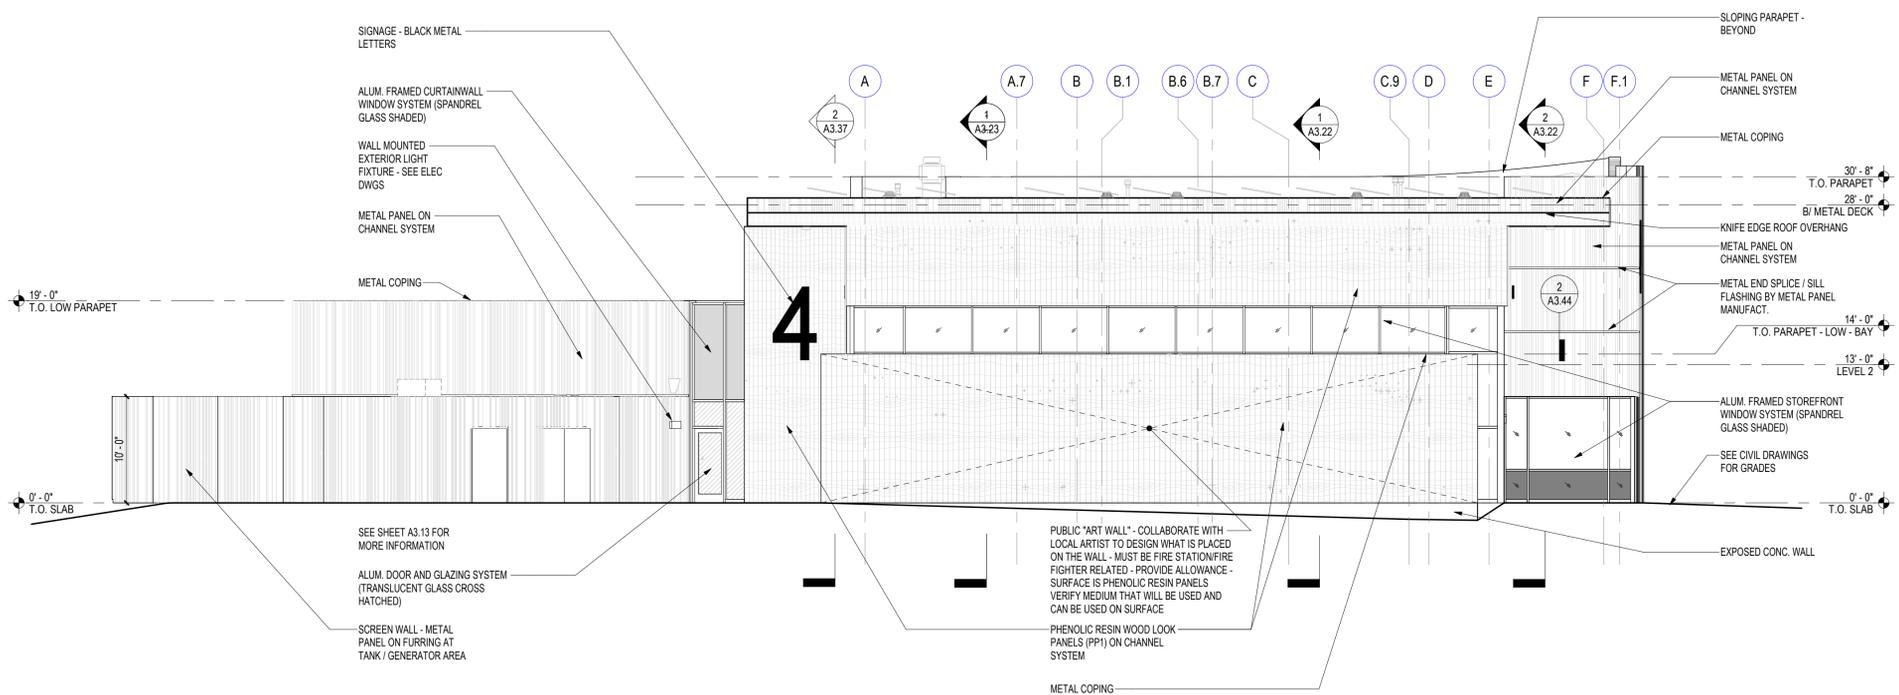 SIGNAGE - BLACK METAL
LETTERS
ALUM. FRAMED CURTAINWALL
WINDOW SYSTEM (SPANDREL
GLASS SHADED)
WALL MOUNTED
EXTERIOR LIGHT
FIXTURE - SEE ELEC
DWGS
METAL PANEL ON
CHANNEL SYSTEM
METAL COPING
19' - 0"
T.O. LOW PARAPET
10' - 0"
0' - 0"
T.O. SLAB
SEE SHEET A3.13 FOR
MORE INFORMATION
ALUM. DOOR AND GLAZING SYSTEM
(TRANSLUCENT GLASS CROSS
HATCHED)
SCREEN WALL - METAL
PANEL ON FURRING AT
TANK / GENERATOR AREA
A
A.7
B
B.1
B.6
B.7
C
C.9
D
E
F
F.1
2
A3.37
1
A3.23
1
A3.22
2
A3.22
4
2
A3.44
PUBLIC "ART WALL" - COLLABORATE WITH
LOCAL ARTIST TO DESIGN WHAT IS PLACED
ON THE WALL - MUST BE FIRE STATION/FIRE
FIGHTER RELATED - PROVIDE ALLOWANCE -
SURFACE IS PHENOLIC RESIN PANELS
VERIFY MEDIUM THAT WILL BE USED AND
CAN BE USED ON SURFACE
PHENOLIC RESIN WOOD LOOK
PANELS (PP1) ON CHANNEL
SYSTEM
METAL COPING
SLOPING PARAPET -
BEYOND
METAL PANEL ON
CHANNEL SYSTEM
METAL COPING
30' - 8"
T.O. PARAPET
28' - 0"
B/ METAL DECK
KNIFE EDGE ROOF OVERHANG
METAL PANEL ON
CHANNEL SYSTEM
METAL END SPLICE / SILL
FLASHING BY METAL PANEL
MANUFACT.
14' - 0"
T.O. PARAPET - LOW - BAY
13' - 0"
LEVEL 2
ALUM. FRAMED STOREFRONT
WINDOW SYSTEM (SPANDREL
GLASS SHADED)
SEE CIVIL DRAWINGS
FOR GRADES
0' - 0"
T.O. SLAB
EXPOSED CONC. WALL